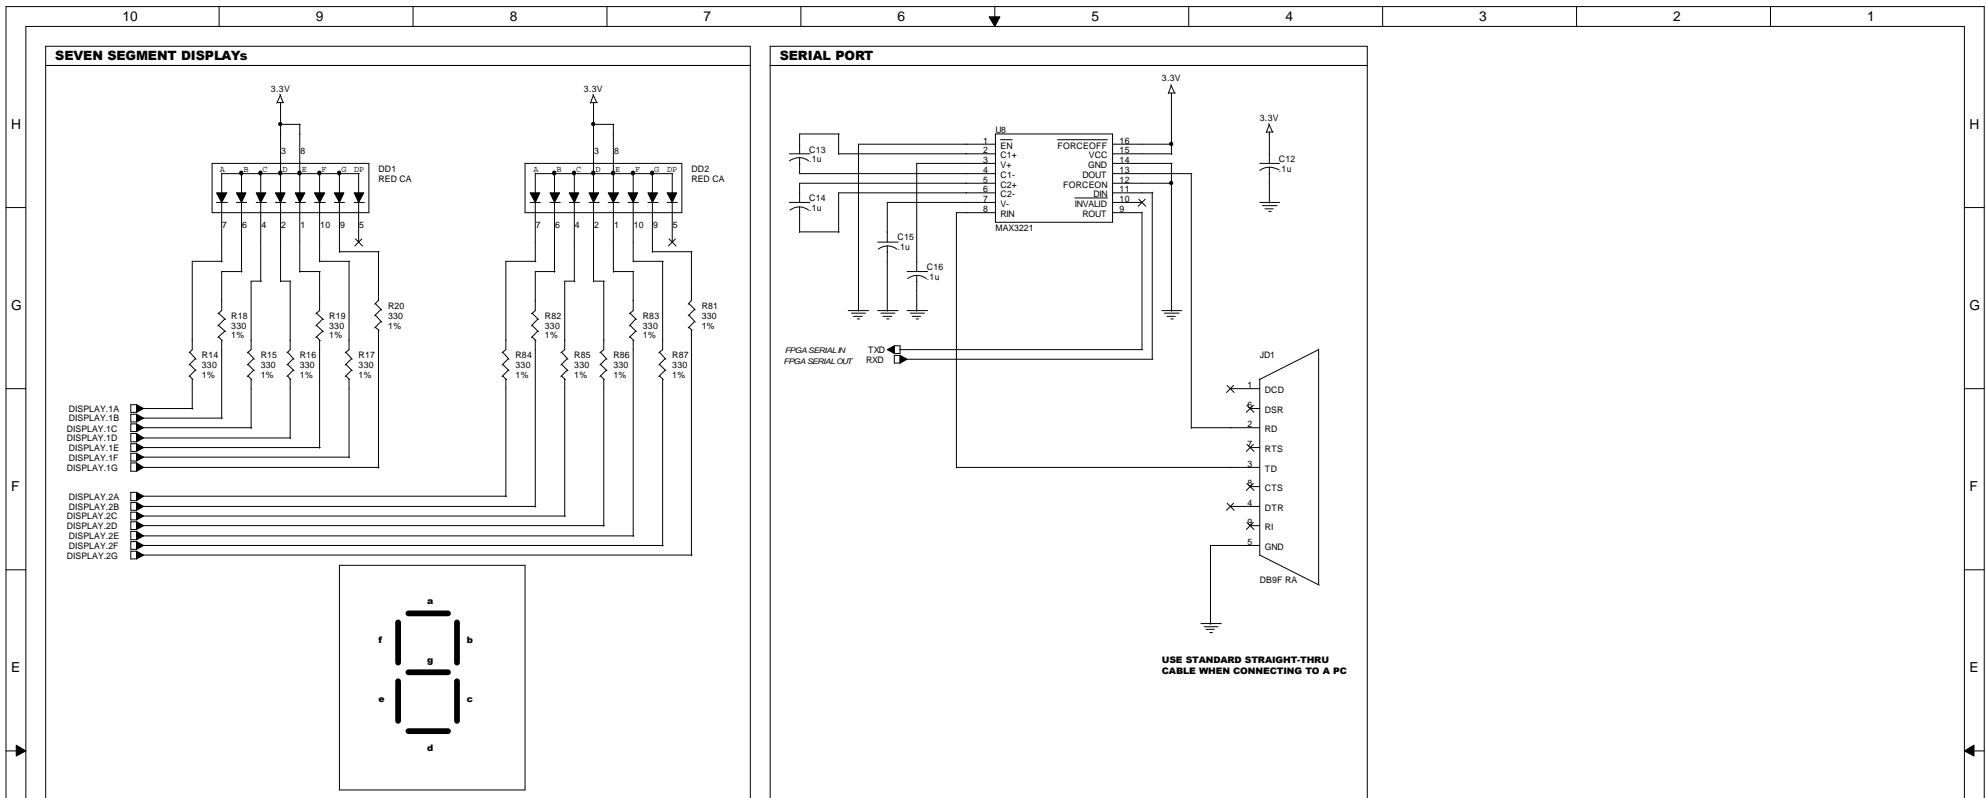 10 9 8 7 6 5 4 3 2 1
H
G
F
E
SEVEN SEGMENT DISPLAYs
3.3V
3 8
A B C D E F G DP
DD1
RED CA
7 6 4 2 1 10 9 5
3.3V
3 8
A B C D E F G DP
DD2
RED CA
7 6 4 2 1 10 9 5
R20
330
1%
R18
330
1%
R19
330
1%
R14
330
1%
R15
330
1%
R16
330
1%
R17
330
1%
R81
330
1%
R82
330
1%
R83
330
1%
R84
330
1%
R85
330
1%
R86
330
1%
R87
330
1%
DISPLAY.1A
DISPLAY.1B
DISPLAY.1C
DISPLAY.1D
DISPLAY.1E
DISPLAY.1F
DISPLAY.1G
DISPLAY.2A
DISPLAY.2B
DISPLAY.2C
DISPLAY.2D
DISPLAY.2E
DISPLAY.2F
DISPLAY.2G
a
f b
g
e c
d
SERIAL PORT
3.3V
3.3V
C12
.1u
C13
.1u
C14
.1u
C15
.1u
C16
.1u
U8
1 EN FORCEOFF 16
2 C1+ VCC 15
3 V+ GND 14
4 C1- DOUT 13
5 C2+ FORCEON 12
6 C2- DIN 11
7 V- INVALID 10
8 RIN ROUT 9
MAX3221
FPGA SERIAL IN TXD
FPGA SERIAL OUT RXD
JD1
1 DCD
6 DSR
2 RD
7 RTS
3 TD
8 CTS
4 DTR
9 RI
5 GND
DB9F RA
USE STANDARD STRAIGHT-THRU
CABLE WHEN CONNECTING TO A PC
H
G
F
E